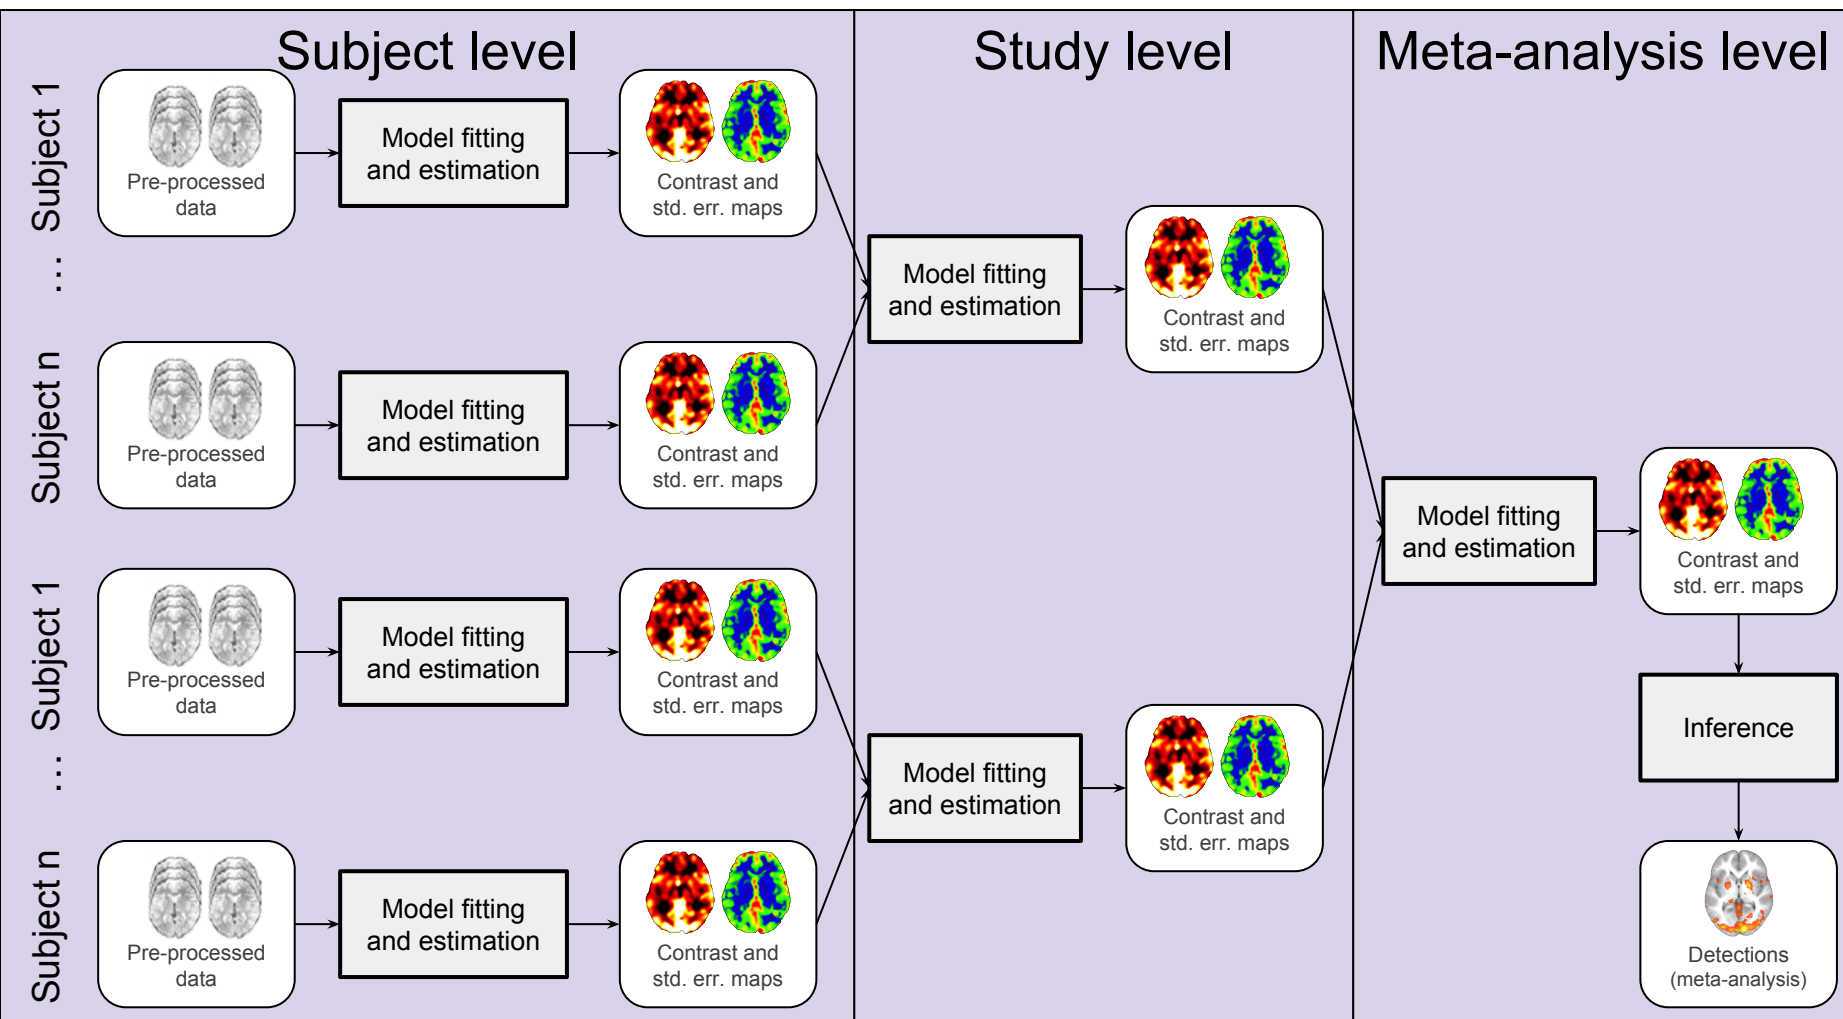 Subject level
Study level
Meta-analysis level
Subject 1
Pre-processed
data
Model fitting
and estimation
Contrast and
std. err. maps
...
Subject n
Pre-processed
data
Model fitting
and estimation
Contrast and
std. err. maps
Subject 1
Pre-processed
data
Model fitting
and estimation
Contrast and
std. err. maps
...
Subject n
Pre-processed
data
Model fitting
and estimation
Contrast and
std. err. maps
Model fitting
and estimation
Contrast and
std. err. maps
Model fitting
and estimation
Contrast and
std. err. maps
Model fitting
and estimation
Contrast and
std. err. maps
Inference
Detections
(meta-analysis)